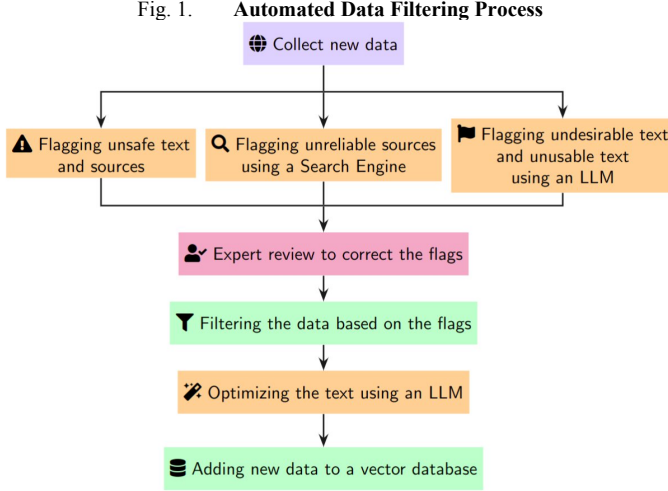 Fig. 1. Automated Data Filtering Process
Collect new data
Flagging unsafe text
and sources
Flagging unreliable sources
using a Search Engine
Flagging undesirable text
and unusable text
using an LLM
Expert review to correct the flags
Filtering the data based on the flags
Optimizing the text using an LLM
Adding new data to a vector database